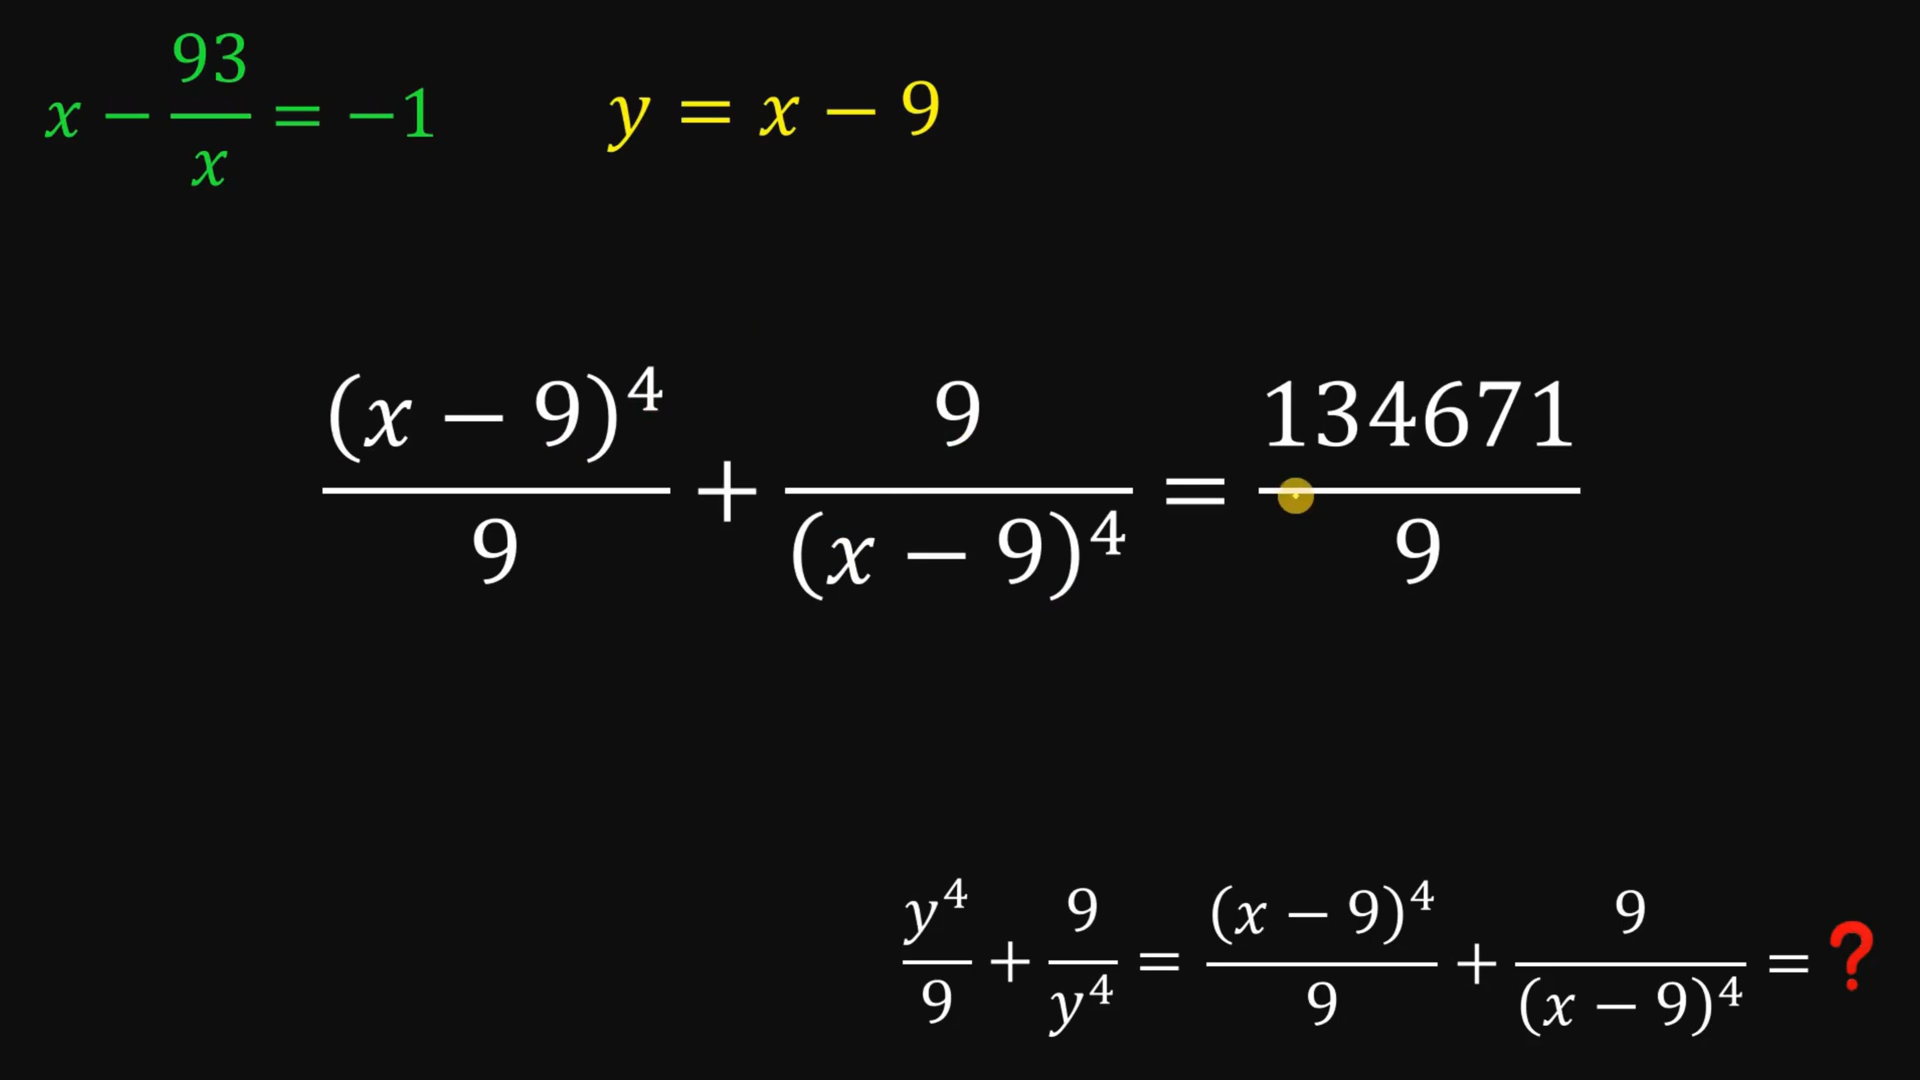 x − 93/x = −1 y = x − 9
(x − 9)⁴/9 + 9/(x − 9)⁴ = 134671/9
y⁴/9 + 9/y⁴ = (x − 9)⁴/9 + 9/(x − 9)⁴ = ?